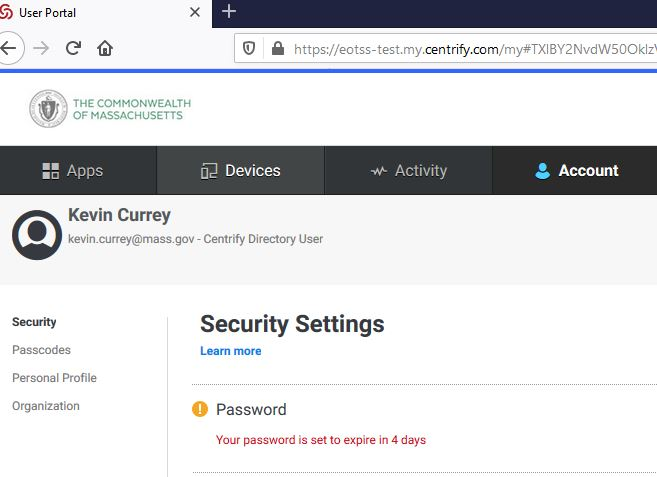 User Portal
https://eotss-test.my.centrify.com/my#
THE COMMONWEALTH
OF MASSACHUSETTS
Apps
Devices
Activity
Account
Kevin Currey
kevin.currey@mass.gov - Centrify Directory User
Security
Passcodes
Personal Profile
Organization
Security Settings
Learn more
Password
Your password is set to expire in 4 days